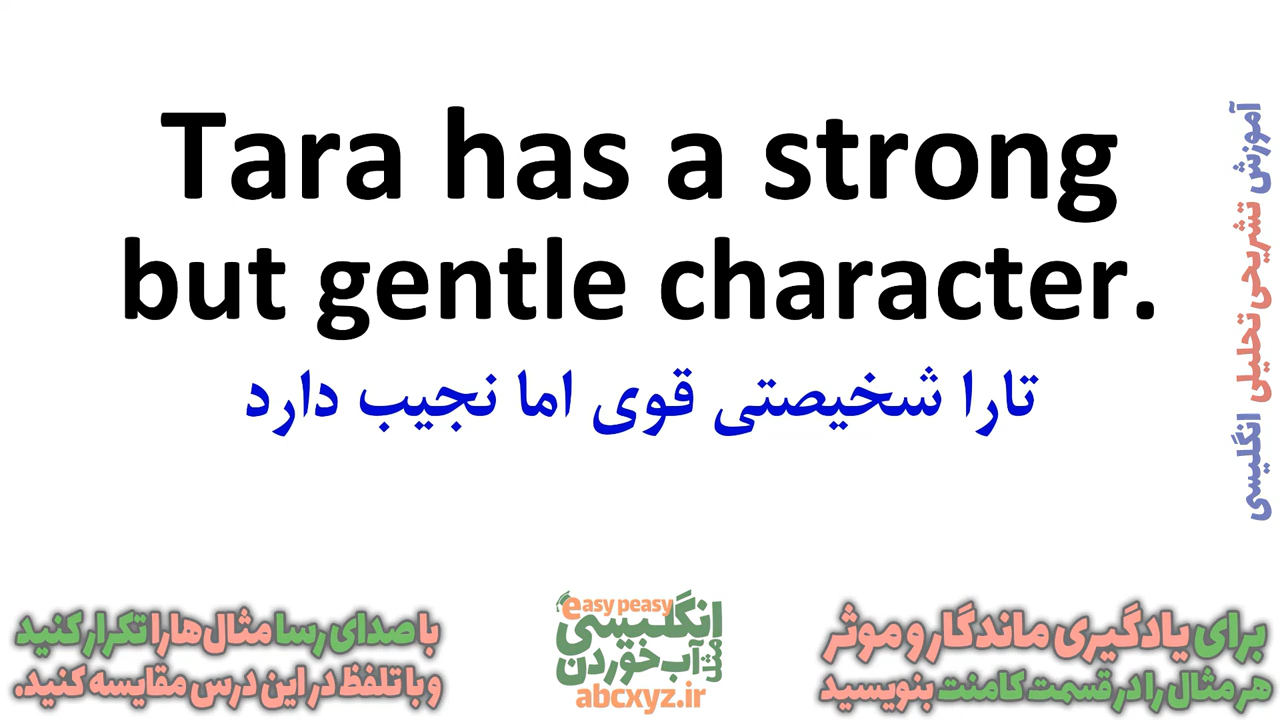 Tara has a strong
but gentle character.
تارا شخیصتی قوی اما نجیب دارد
آموزش تشریحی تحلیلی انگلیسی
برای یادگیری ماندگار و موثر
هر مثال را در قسمت کامنت بنویسید
easy peasy
انگلیسی
مثل آب خوردن
abcxyz.ir
با صدای رسا مثال‌ها را تکرار کنید
و با تلفظ در این درس مقایسه کنید.